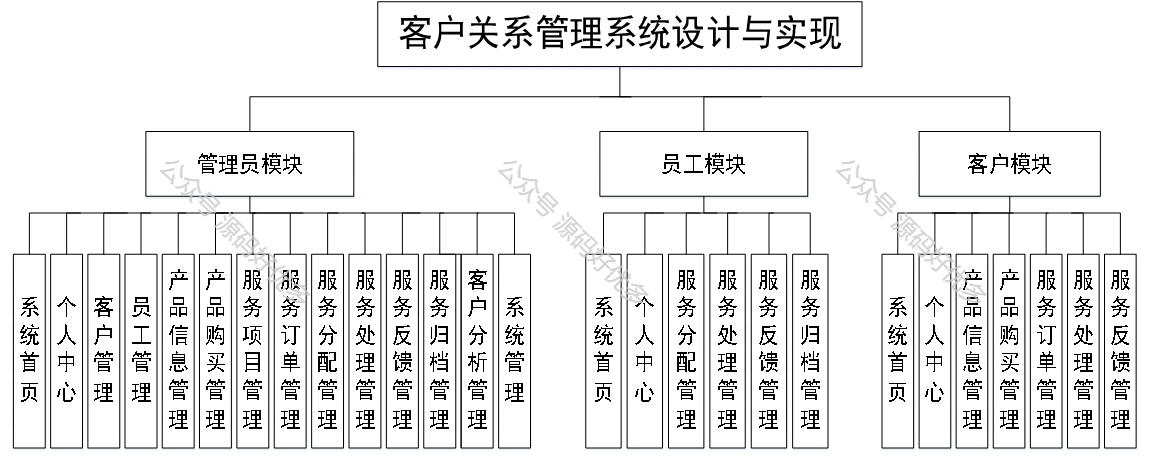 客户关系管理系统设计与实现
管理员模块
员工模块
客户模块
系统首页
个人中心
客户管理
员工管理
产品信息管理
产品购买管理
服务项目管理
服务订单管理
服务分配管理
服务处理管理
服务反馈管理
服务归档管理
客户分析管理
系统管理
系统首页
个人中心
服务分配管理
服务处理管理
服务反馈管理
服务归档管理
系统首页
个人中心
产品信息管理
产品购买管理
服务订单管理
服务处理管理
服务反馈管理
公众号 源码好优多
公众号 源码好优多
公众号 源码好优多